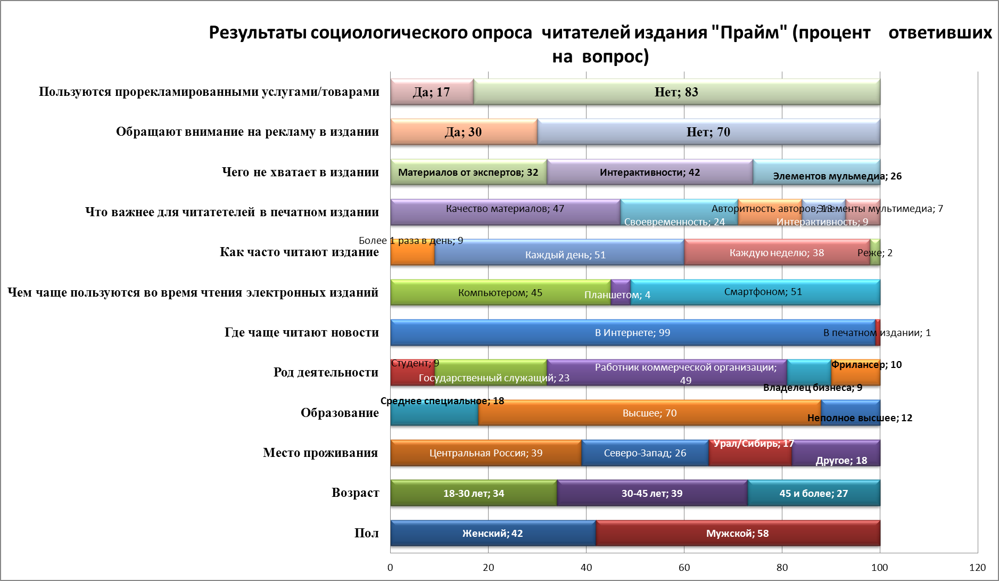 Результаты социологического опроса читателей издания "Прайм" (процент ответивших
на вопрос)
Пользуются прорекламированными услугами/товарами
Да; 17
Нет; 83
Обращают внимание на рекламу в издании
Да; 30
Нет; 70
Чего не хватает в издании
Материалов от экспертов; 32
Интерактивности; 42
Элементов мульмедиа; 26
Что важнее для читатетелей в печатном издании
Качество материалов; 47
Своевременность; 24
Авторитность авторов; 13
Интерактивность; 9
Элементы мультимедиа; 7
Как часто читают издание
Более 1 раза в день; 9
Каждый день; 51
Каждую неделю; 38
Реже; 2
Чем чаще пользуются во время чтения электронных изданий
Компьютером; 45
Планшетом; 4
Смартфоном; 51
Где чаще читают новости
В Интернете; 99
В печатном издании; 1
Род деятельности
Студент; 9
Государственный служащий; 23
Работник коммерческой организации;
49
Владелец бизнеса; 9
Фрилансер; 10
Образование
Среднее специальное; 18
Высшее; 70
Неполное высшее; 12
Место проживания
Центральная Россия; 39
Северо-Запад; 26
Урал/Сибирь; 17
Другое; 18
Возраст
18-30 лет; 34
30-45 лет; 39
45 и более; 27
Пол
Женский; 42
Мужской; 58
0 20 40 60 80 100 120